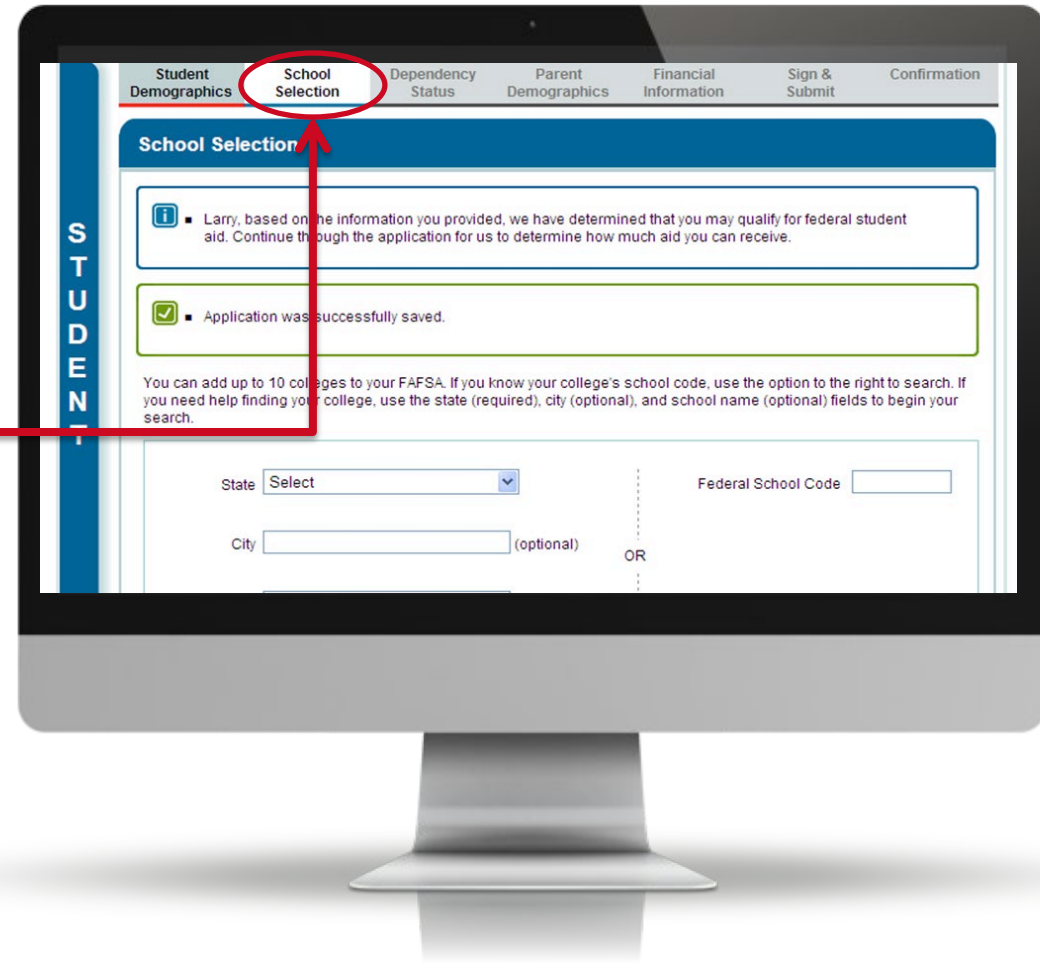 Student Demographics
School Selection
Dependency Status
Parent Demographics
Financial Information
Sign & Submit
Confirmation
School Selection
STUDENT
Larry, based on the information you provided, we have determined that you may qualify for federal student
aid. Continue through the application for us to determine how much aid you can receive.
Application was successfully saved.
You can add up to 10 colleges to your FAFSA. If you know your college's school code, use the option to the right to search. If
you need help finding your college, use the state (required), city (optional), and school name (optional) fields to begin your
search.
State Select
Federal School Code
City (optional)
OR